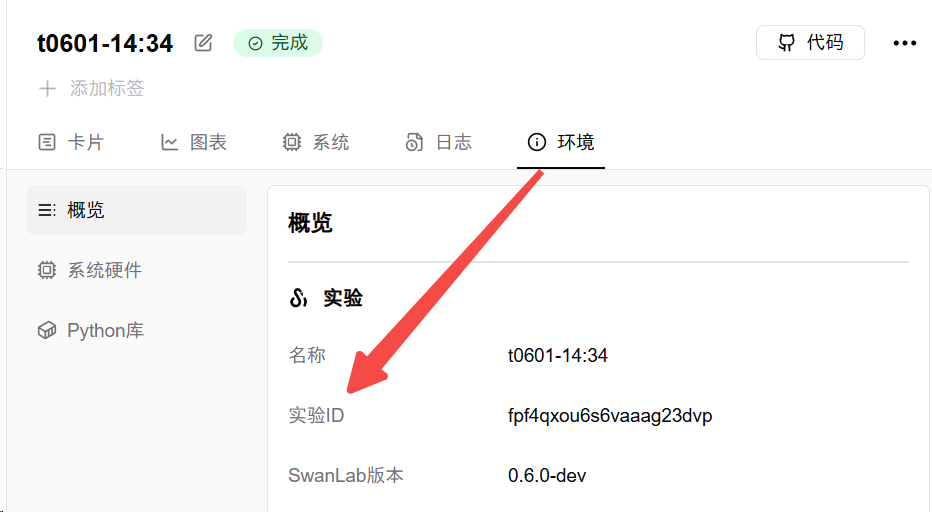 t0601-14:34 完成 代码
添加标签
卡片 图表 系统 日志 环境
概览
系统硬件
Python库
概览
实验
名称 t0601-14:34
实验ID fpf4qxou6s6vaaag23dvp
SwanLab版本 0.6.0-dev